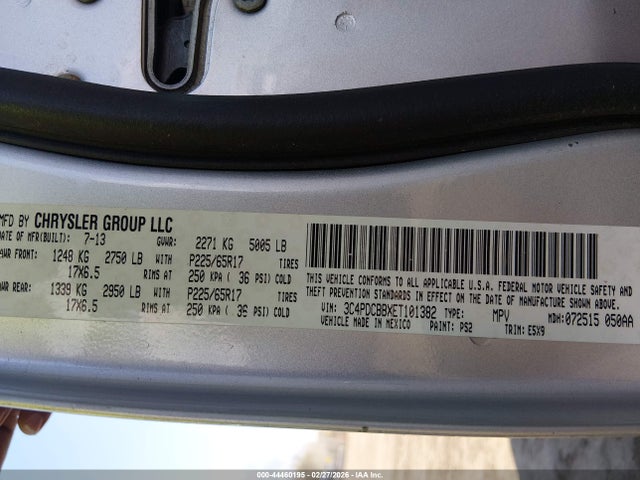 MFD BY CHRYSLER GROUP LLC
DATE OF MFR(BUILT): 7-13 GVWR: 2271 KG 5005 LB
GAWR FRONT: 1248 KG 2750 LB WITH P225/65R17 TIRES
17X6.5 RIMS AT 250 KPA ( 36 PSI) COLD
GAWR REAR: 1339 KG 2950 LB WITH P225/65R17 TIRES
17X6.5 RIMS AT 250 KPA ( 36 PSI) COLD
THIS VEHICLE CONFORMS TO ALL APPLICABLE U.S.A. FEDERAL MOTOR VEHICLE SAFETY AND
THEFT PREVENTION STANDARDS IN EFFECT ON THE DATE OF MANUFACTURE SHOWN ABOVE.
VIN: 3C4PDCBBXET101382 TYPE: MPV MDH: 072515 050AA
VEHICLE MADE IN MEXICO PAINT: PS2 TRIM: E5X9
000-44460195 - 02/27/2026 - IAA Inc.